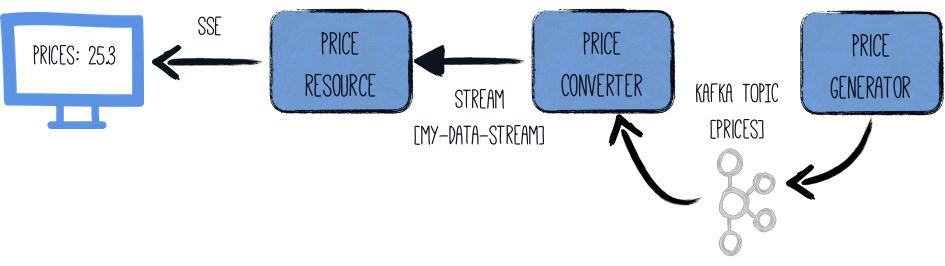 PRICES: 25.3
SSE
PRICE
RESOURCE
STREAM
[MY-DATA-STREAM]
PRICE
CONVERTER
KAFKA TOPIC
[PRICES]
PRICE
GENERATOR